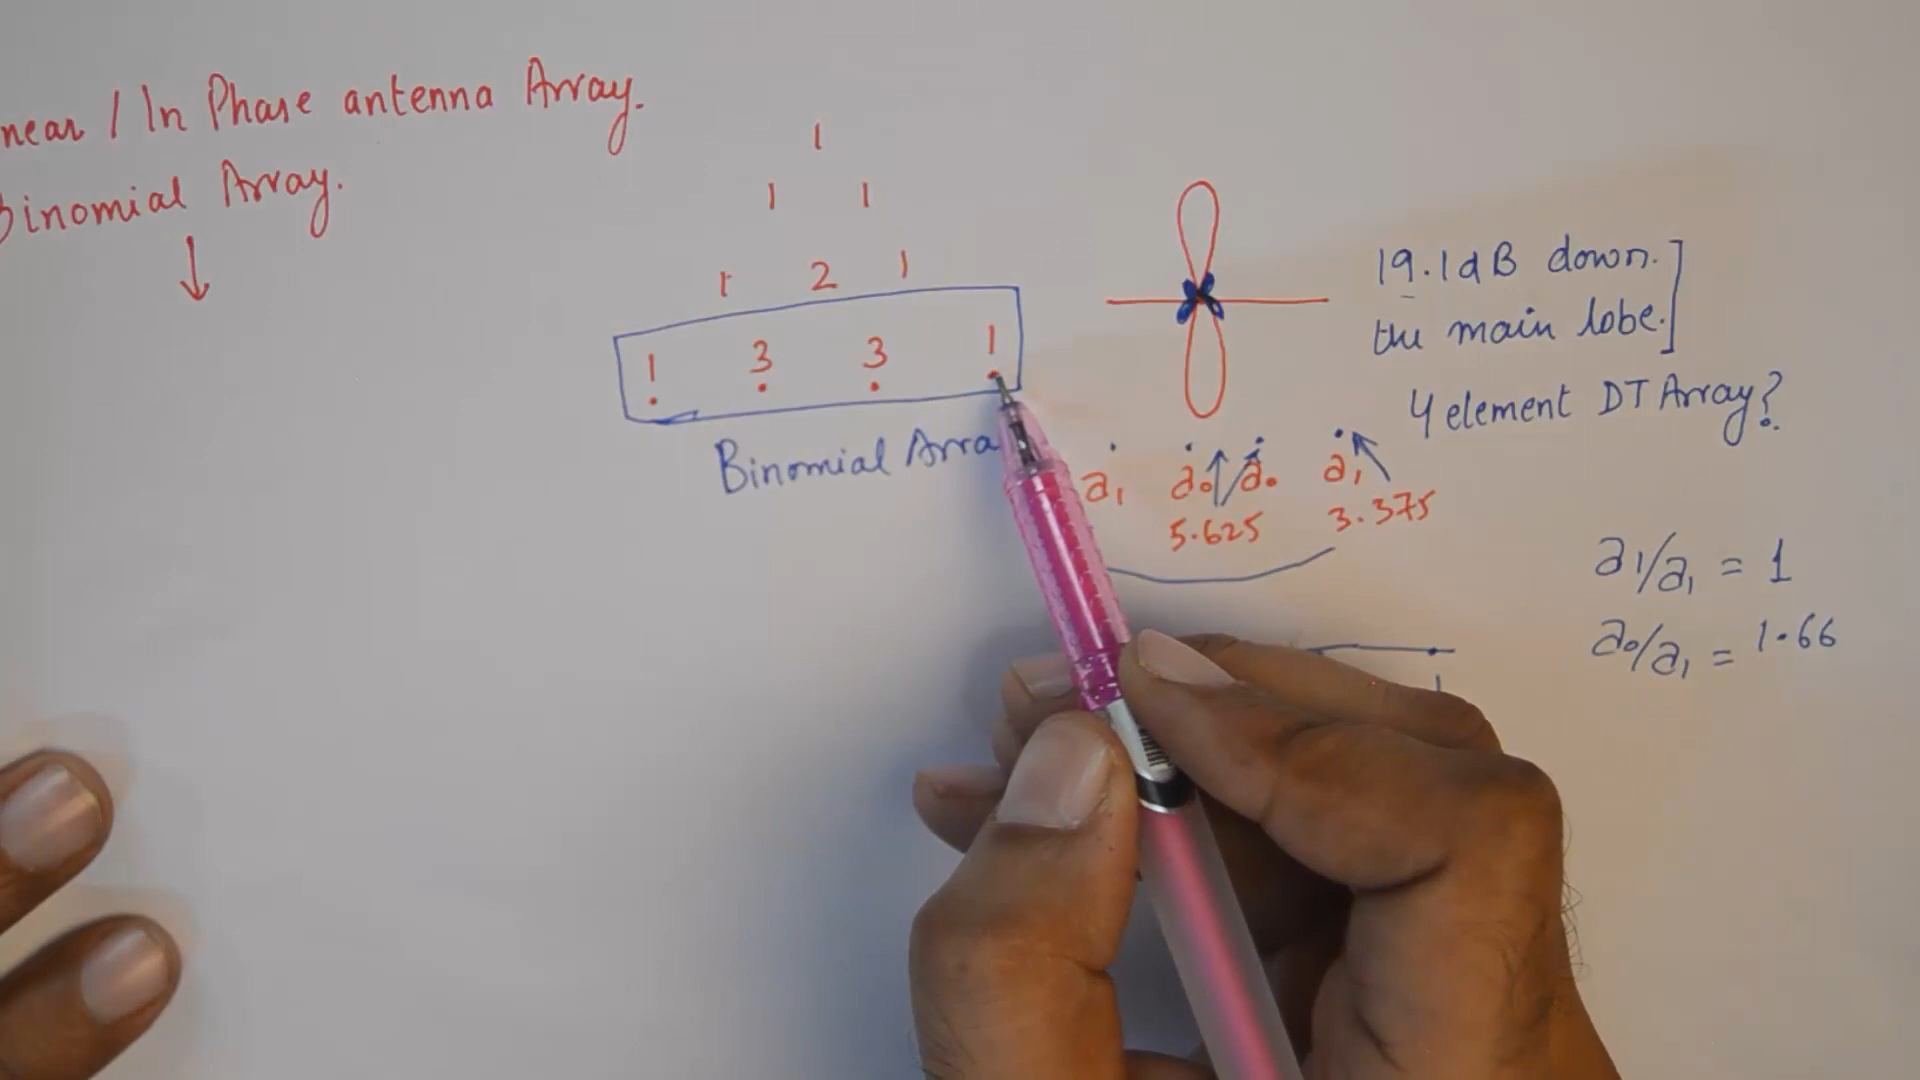 near / In Phase antenna Array.
Binomial Array.
1
1 1
1 2 1
1 3 3 1
Binomial Arra
19.1dB down.
the main lobe.]
4 element DT Array?
a₁ a₀ a₀ a₁
5.625 3.375
a₁/a₁ = 1
a₀/a₁ = 1.66